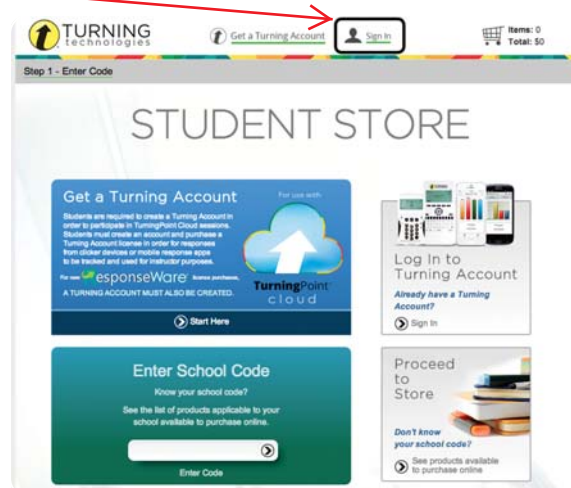 TURNING
technologies
Get a Turning Account
Sign In
Items: 0
Total: $0
Step 1 - Enter Code
STUDENT STORE
Get a Turning Account
For use with
Students are required to create a Turning Account in
order to participate in TurningPoint Cloud sessions.
Students must create an account and purchase a
Turning Account license in order for responses
from clicker devices or mobile response apps
to be tracked and used for instructor purposes.
For new ResponseWare licence purchase,
A TURNING ACCOUNT MUST ALSO BE CREATED.
TurningPoint
cloud
Start Here
Log In to
Turning Account
Already have a Turning
Account?
Sign In
Enter School Code
Know your school code?
See the list of products applicable to your
school available to purchase online.
Enter Code
Proceed
to
Store
Don't know
your school code?
See products available
to purchase online